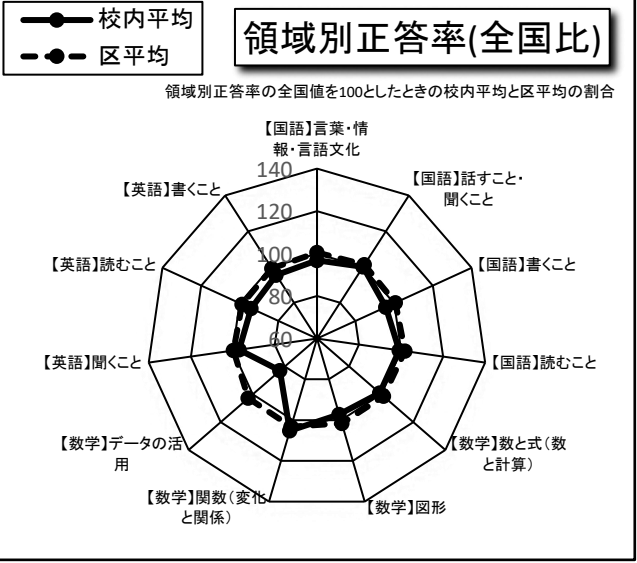 校内平均
区平均
領域別正答率(全国比)
領域別正答率の全国値を100としたときの校内平均と区平均の割合
【国語】言葉・情
報・言語文化
【国語】話すこと・
聞くこと
【国語】書くこと
【国語】読むこと
【数学】数と式(数
と計算)
【数学】図形
【数学】関数(変化
と関係)
【数学】データの活
用
【英語】聞くこと
【英語】読むこと
【英語】書くこと
140
120
100
80
60